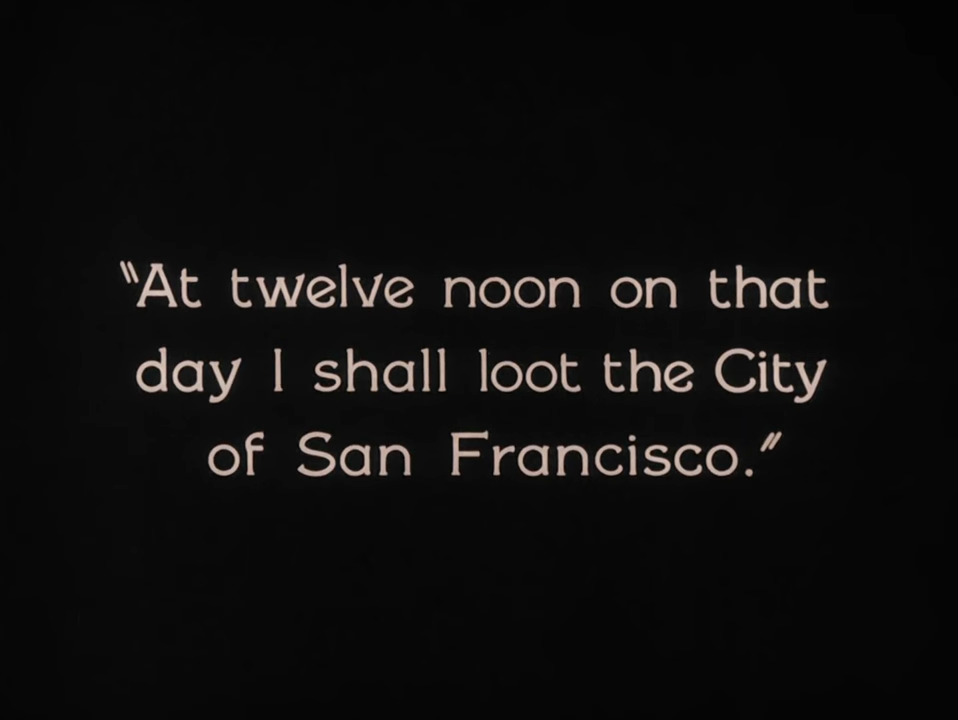 "At twelve noon on that
day I shall loot the City
of San Francisco."